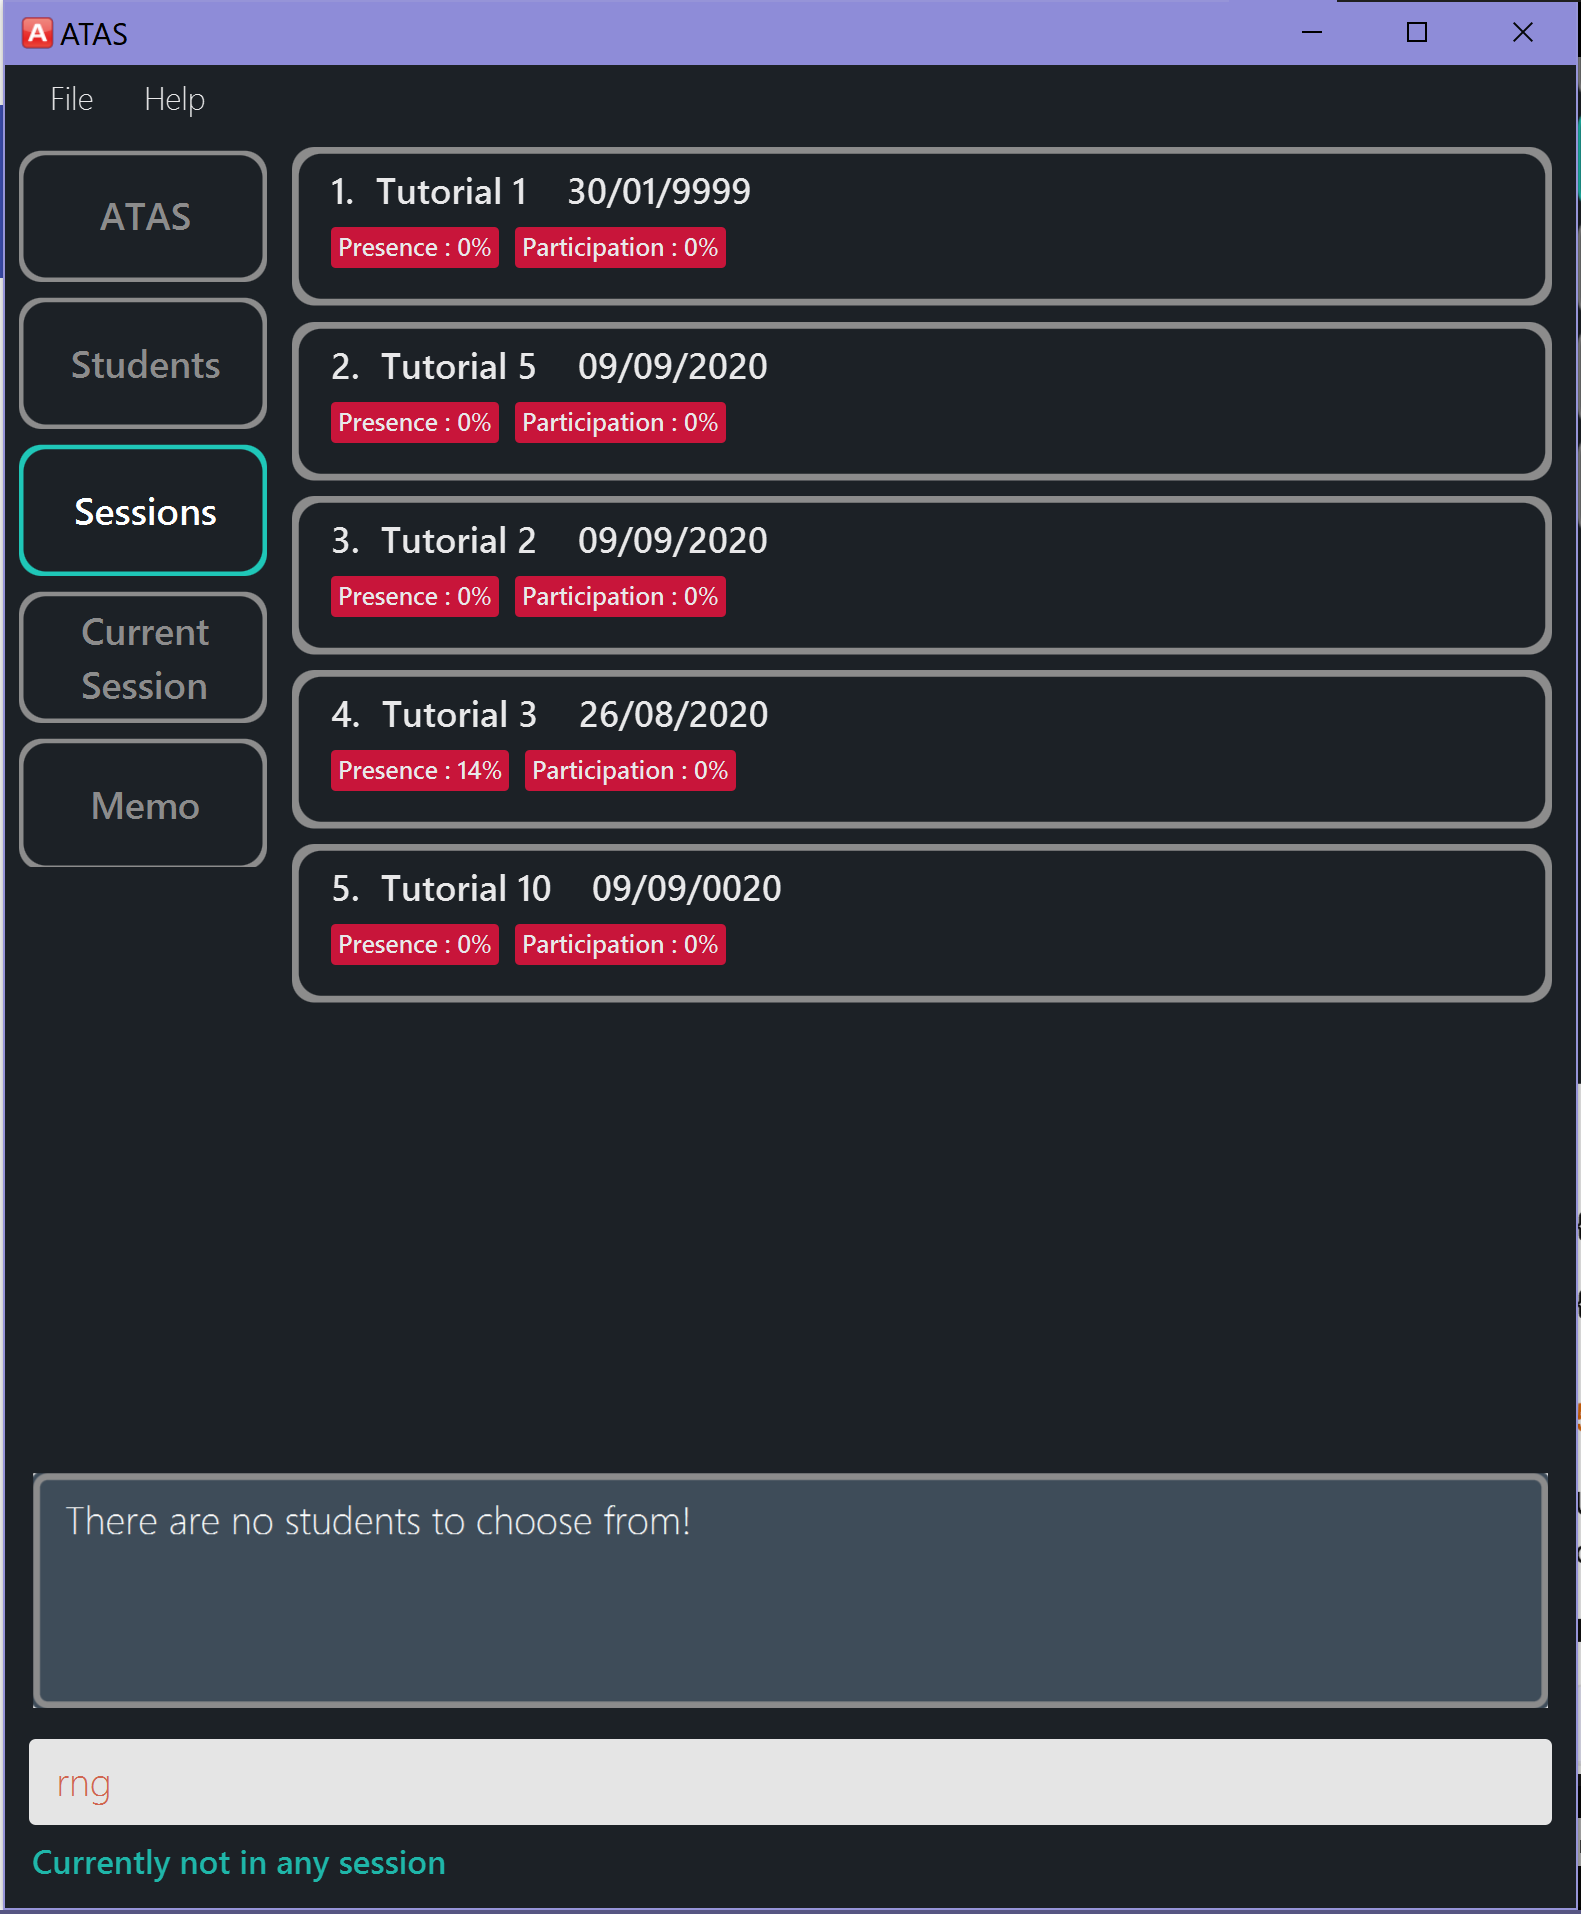 ATAS
File Help
ATAS
Students
Sessions
Current
Session
Memo
1. Tutorial 1 30/01/9999
Presence : 0% Participation : 0%
2. Tutorial 5 09/09/2020
Presence : 0% Participation : 0%
3. Tutorial 2 09/09/2020
Presence : 0% Participation : 0%
4. Tutorial 3 26/08/2020
Presence : 14% Participation : 0%
5. Tutorial 10 09/09/0020
Presence : 0% Participation : 0%
There are no students to choose from!
rng
Currently not in any session